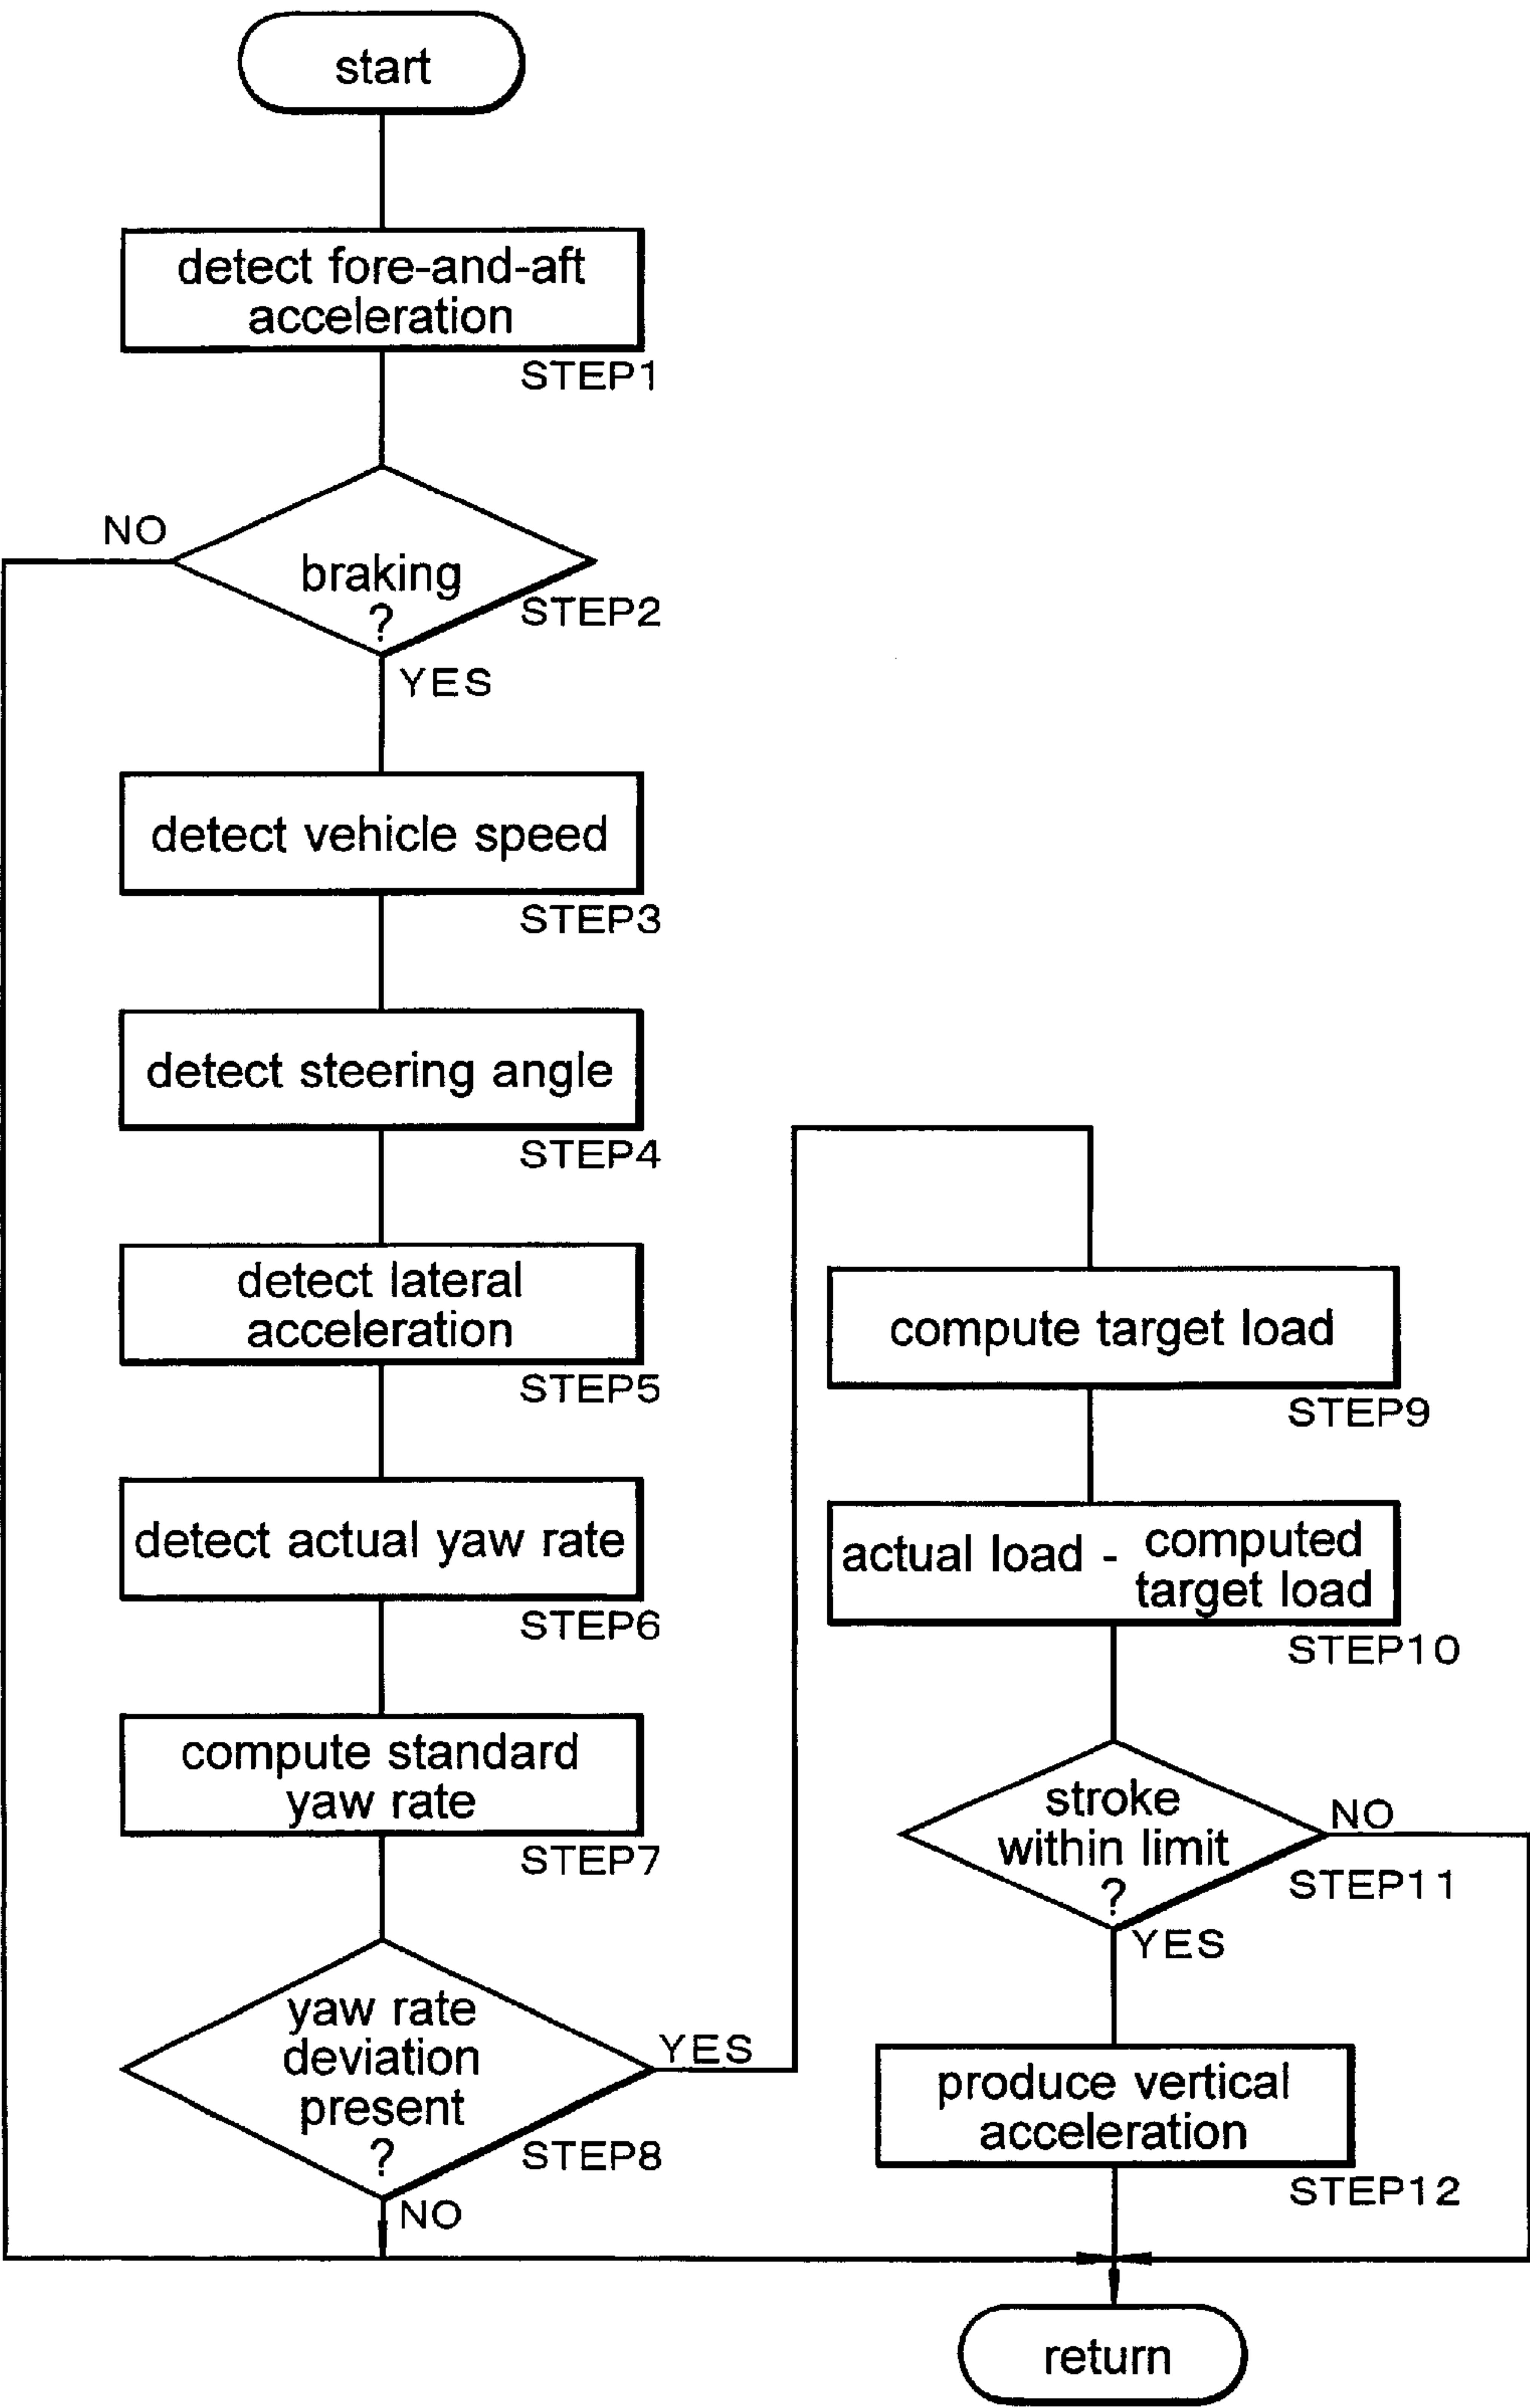 start
detect fore-and-aft
acceleration
STEP1
NO
braking
?
STEP2
YES
detect vehicle speed
STEP3
detect steering angle
STEP4
detect lateral
acceleration
STEP5
detect actual yaw rate
STEP6
compute standard
yaw rate
STEP7
yaw rate
deviation
present
?
YES
STEP8
NO
compute target load
STEP9
actual load - computed
target load
STEP10
stroke
within limit
?
NO
STEP11
YES
produce vertical
acceleration
STEP12
return